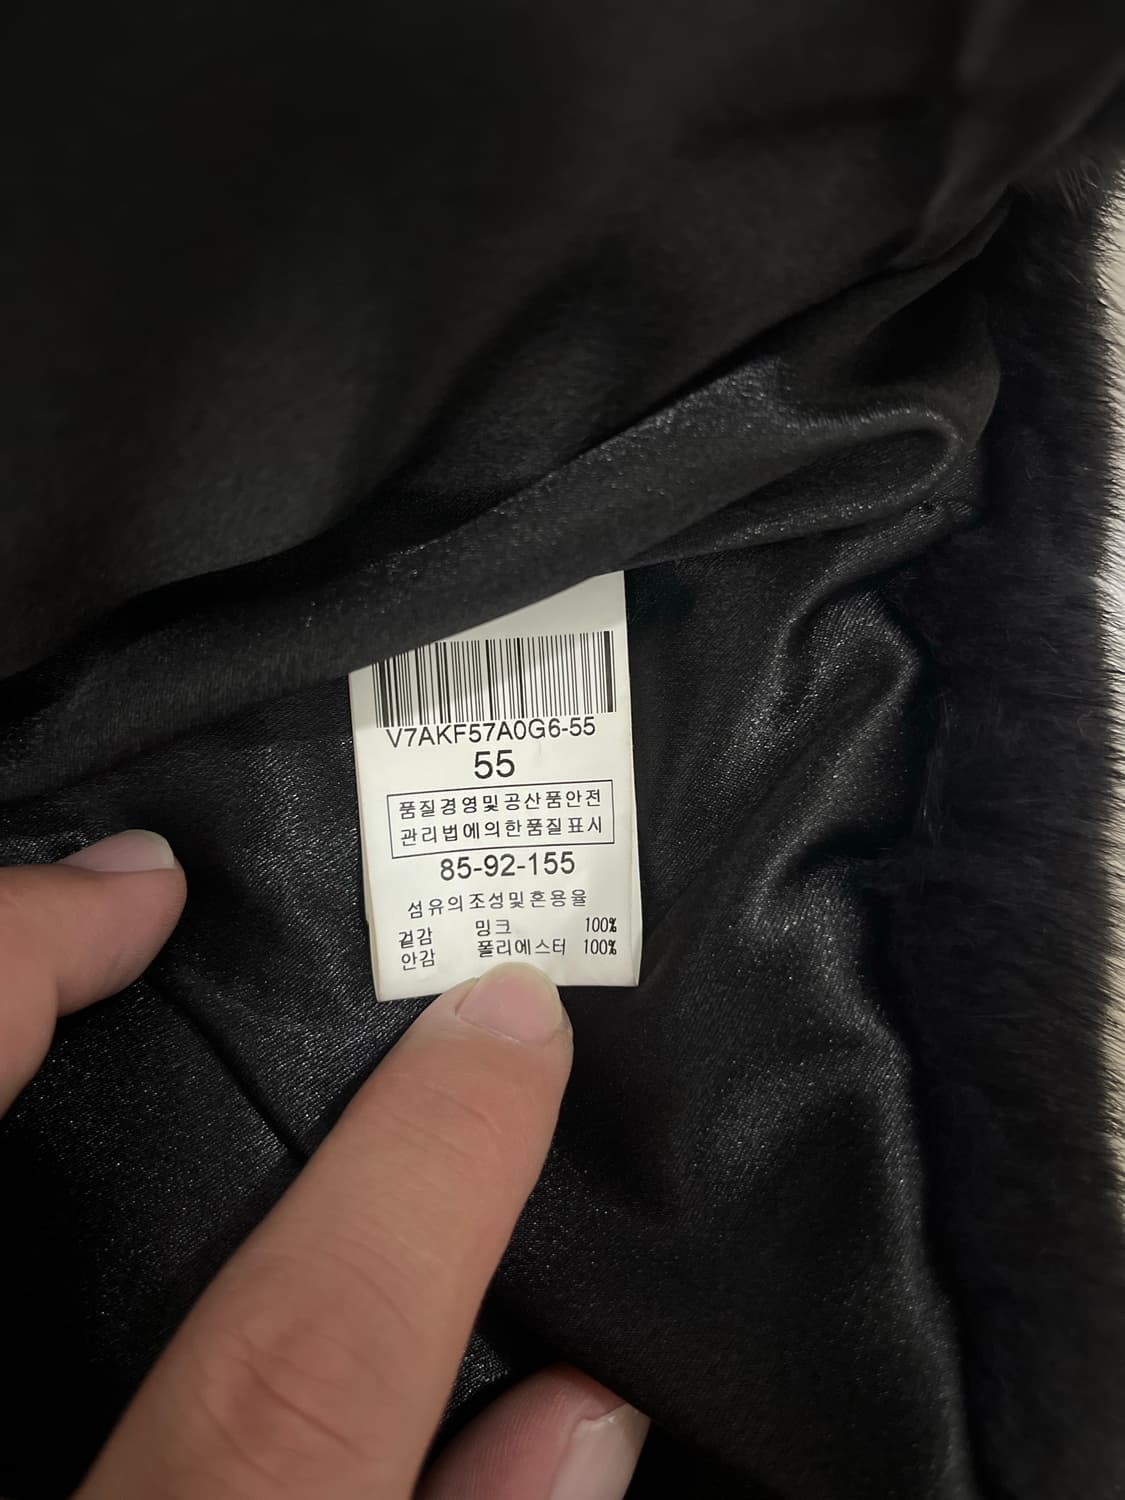 V7AKF57A0G6-55
55
품질경영및공산품안전
관리법에의한품질표시
85-92-155
섬유의조성및혼용율
겉감 밍크 100%
안감 폴리에스터 100%